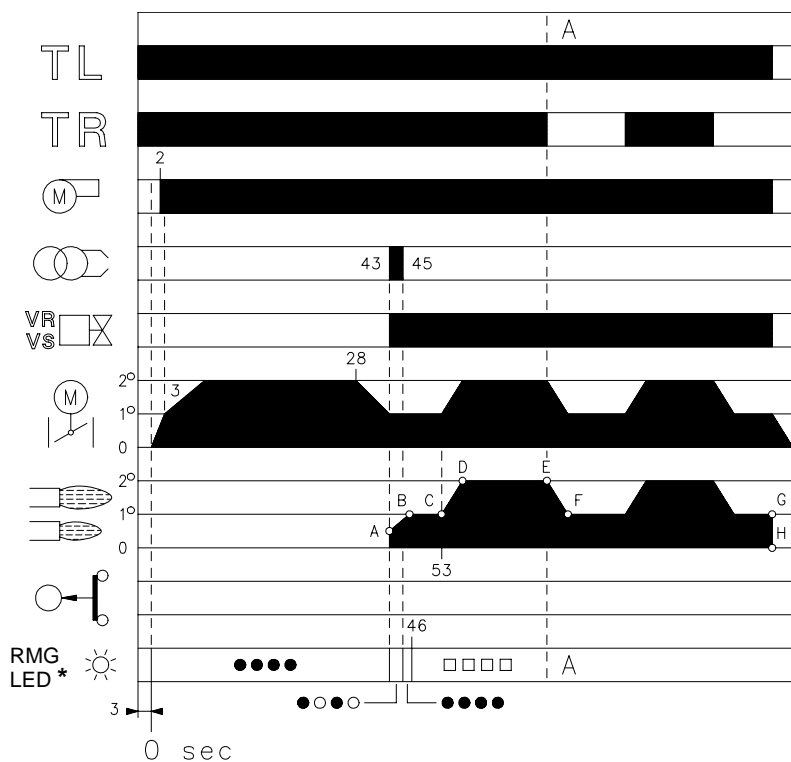 A
TL
TR
2
M
43 45
VR
VS
28
2°
M 3
1°
0
2° D E
1° B C F G
A
0 H
53
46
RMG
LED * A
3
0 sec